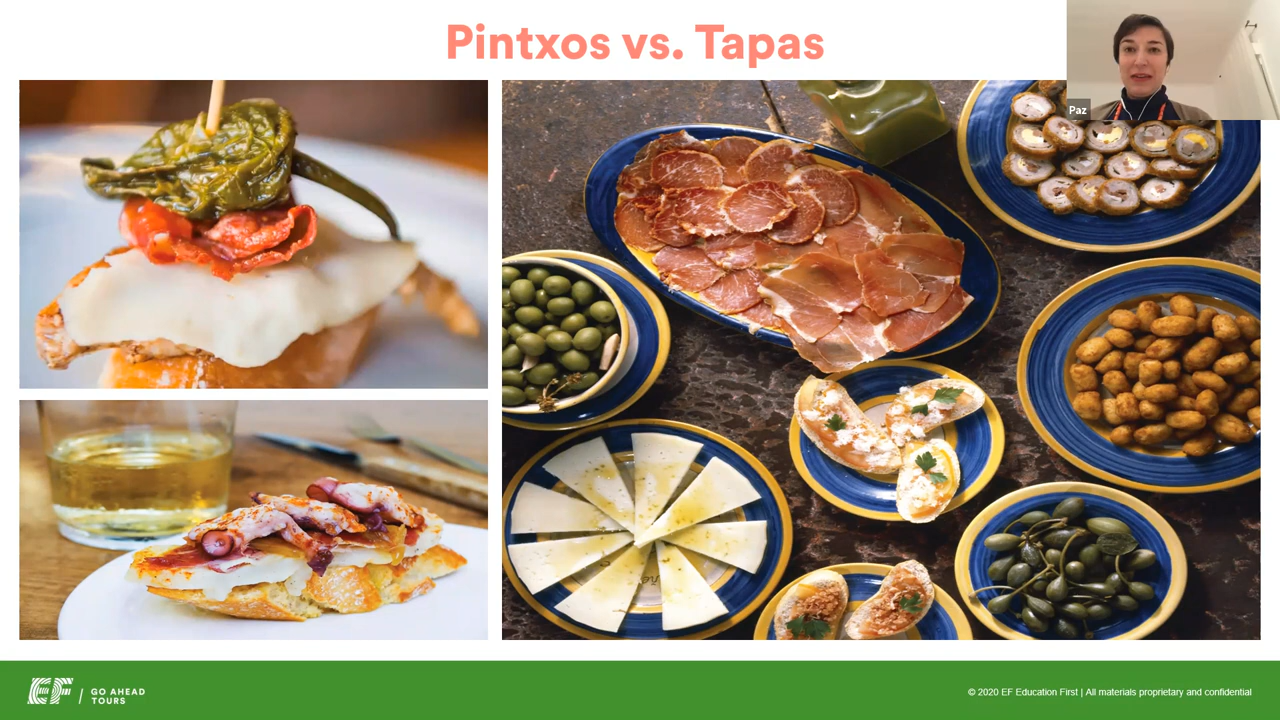 Pintxos vs. Tapas
Paz
EF / GO AHEAD
TOURS
© 2020 EF Education First | All materials proprietary and confidential